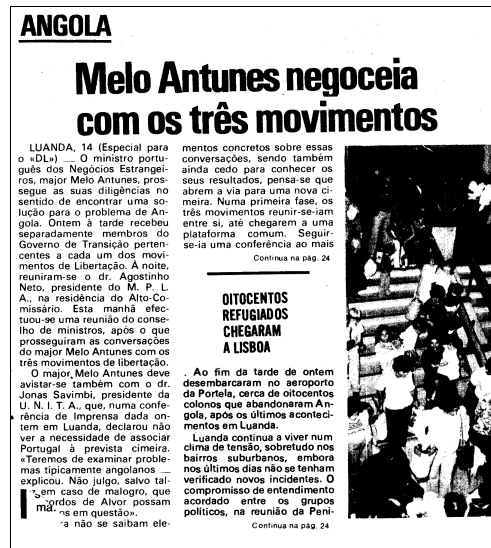 ANGOLA
Melo Antunes negoceia
com os três movimentos
LUANDA, 14 (Especial para
o «DL») — O ministro portu-
guês dos Negócios Estrangei-
ros, major Melo Antunes, pros-
segue as suas diligências no
sentido de encontrar uma so-
lução para o problema de An-
gola. Ontem à tarde recebeu
separadamente membros do
Governo de Transição perten-
centes a cada um dos movi-
mentos de Libertação. À noite,
reuniram-se o dr. Agostinho
Neto, presidente do M. P. L.
A., na residência do Alto-Co-
missário. Esta manhã efec-
tuou-se uma reunião do conse-
lho de ministros, após o que
prosseguiram as conversações
do major Melo Antunes com os
três movimentos de libertação.
O major Melo Antunes deve
avistar-se também com o dr.
Jonas Savimbi, presidente da
U. N. I. T. A., que, numa confe-
rência de Imprensa dada on-
tem em Luanda, declarou não
ver a necessidade de associar
Portugal à prevista cimeira.
«Teremos de examinar proble-
mas tipicamente angolanos —
explicou. Não julgo, salvo tal-
em caso de malogro, que
ordos de Alvor possam
ma. ns em questão».
ra não se saibam ele-
mentos concretos sobre essas
conversações, sendo também
ainda cedo para conhecer os
seus resultados, pensa-se que
abrem a via para uma nova ci-
meira. Numa primeira fase, os
três movimentos reunir-se-iam
entre si, até chegarem a uma
plataforma comum. Seguir-
se-ia uma conferência ao mais
Continua na pág. 24
OITOCENTOS
REFUGIADOS
CHEGARAM
A LISBOA
. Ao fim da tarde de ontem
desembarcaram no aeroporto
da Portela, cerca de oitocentos
colonos que abandonaram An-
gola, após os últimos aconteci-
mentos em Luanda.
Luanda continua a viver num
clima de tensão, sobretudo nos
bairros suburbanos, embora
nos últimos dias não se tenham
verificado novos incidentes. O
compromisso de entendimento
acordado entre os grupos
políticos, na reunião da Peni-
Continua na pág. 24